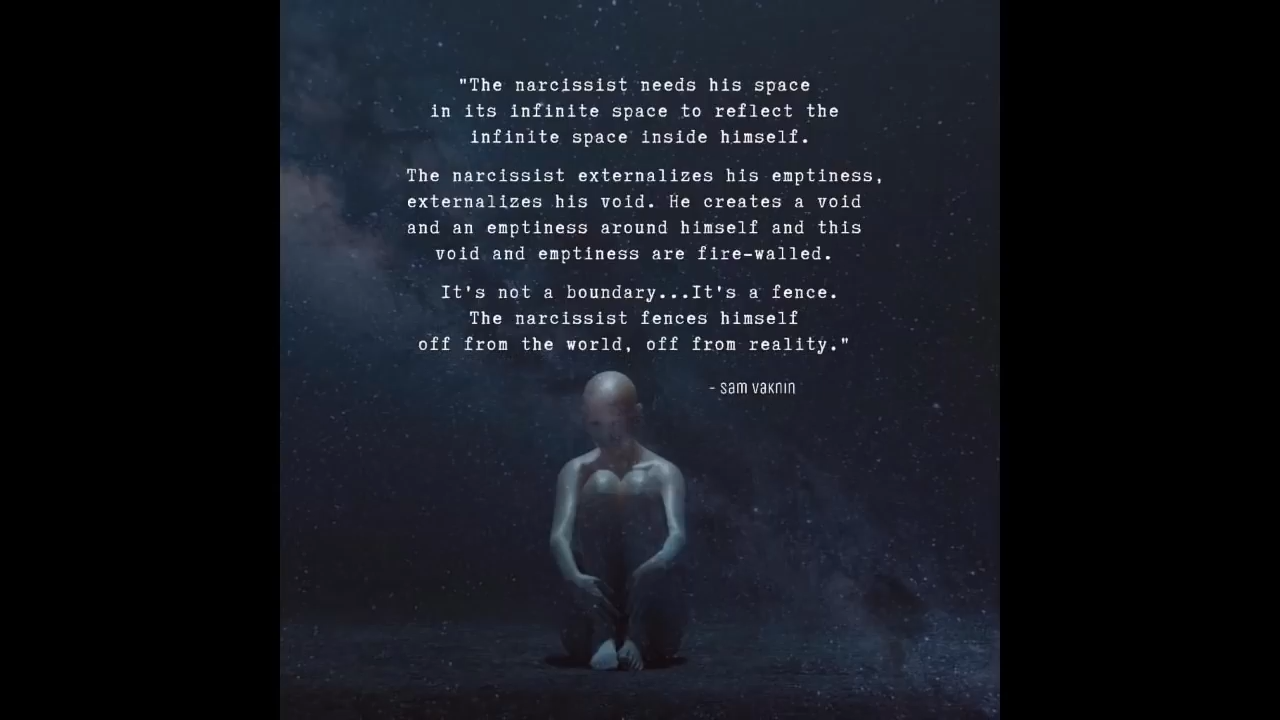 "The narcissist needs his space
in its infinite space to reflect the
infinite space inside himself.
The narcissist externalizes his emptiness,
externalizes his void. He creates a void
and an emptiness around himself and this
void and emptiness are fire-walled.
It's not a boundary...It's a fence.
The narcissist fences himself
off from the world, off from reality."
- sam vaknin